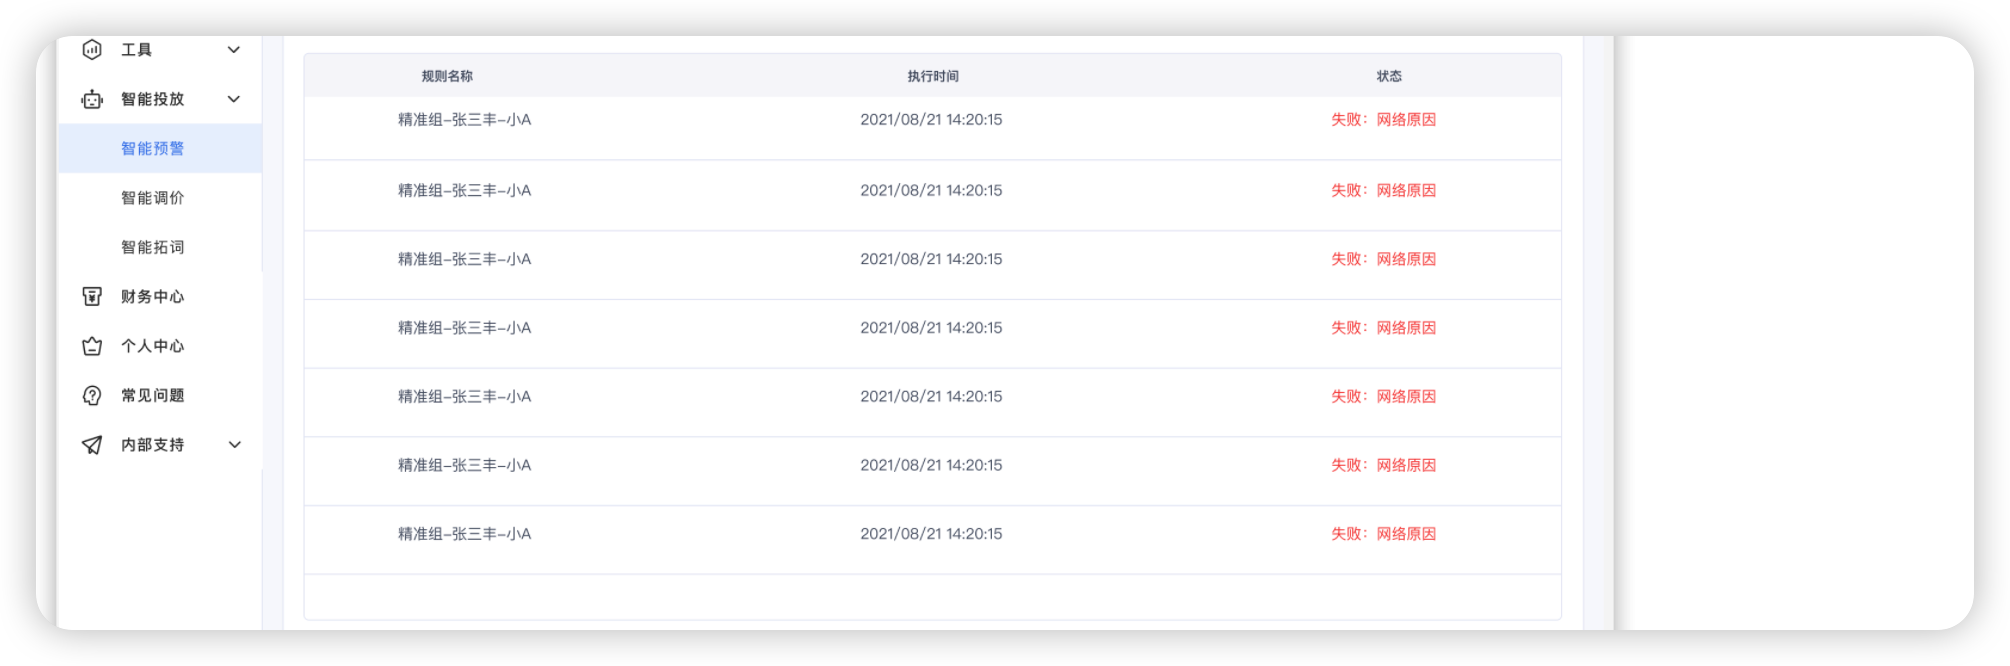 工具
智能投放
智能预警
智能调价
智能拓词
财务中心
个人中心
常见问题
内部支持
规则名称 执行时间 状态
精准组-张三丰-小A 2021/08/21 14:20:15 失败：网络原因
精准组-张三丰-小A 2021/08/21 14:20:15 失败：网络原因
精准组-张三丰-小A 2021/08/21 14:20:15 失败：网络原因
精准组-张三丰-小A 2021/08/21 14:20:15 失败：网络原因
精准组-张三丰-小A 2021/08/21 14:20:15 失败：网络原因
精准组-张三丰-小A 2021/08/21 14:20:15 失败：网络原因
精准组-张三丰-小A 2021/08/21 14:20:15 失败：网络原因